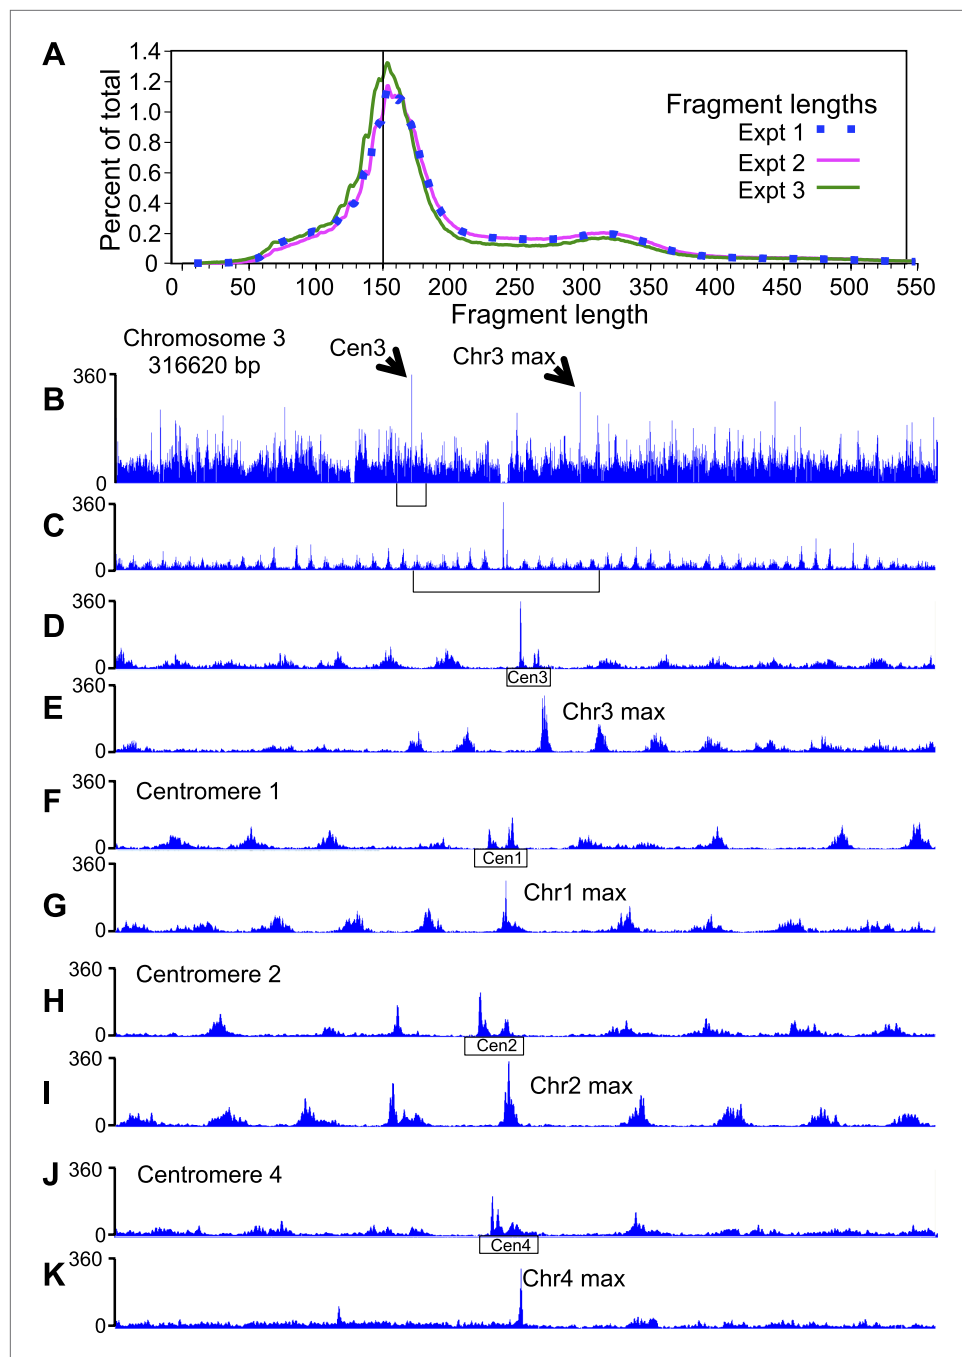 A
1.4
1.2
1.0
0.8
0.6
0.4
0.2
0
Percent of total
Fragment lengths
Expt 1
Expt 2
Expt 3
0 50 100 150 200 250 300 350 400 450 500 550
Fragment length
Chromosome 3
316620 bp
Cen3
Chr3 max
B
360
0
C
360
0
D
360
0
Cen3
E
360
0
Chr3 max
F
360
0
Centromere 1
Cen1
G
360
0
Chr1 max
H
360
0
Centromere 2
Cen2
I
360
0
Chr2 max
J
360
0
Centromere 4
Cen4
K
360
0
Chr4 max